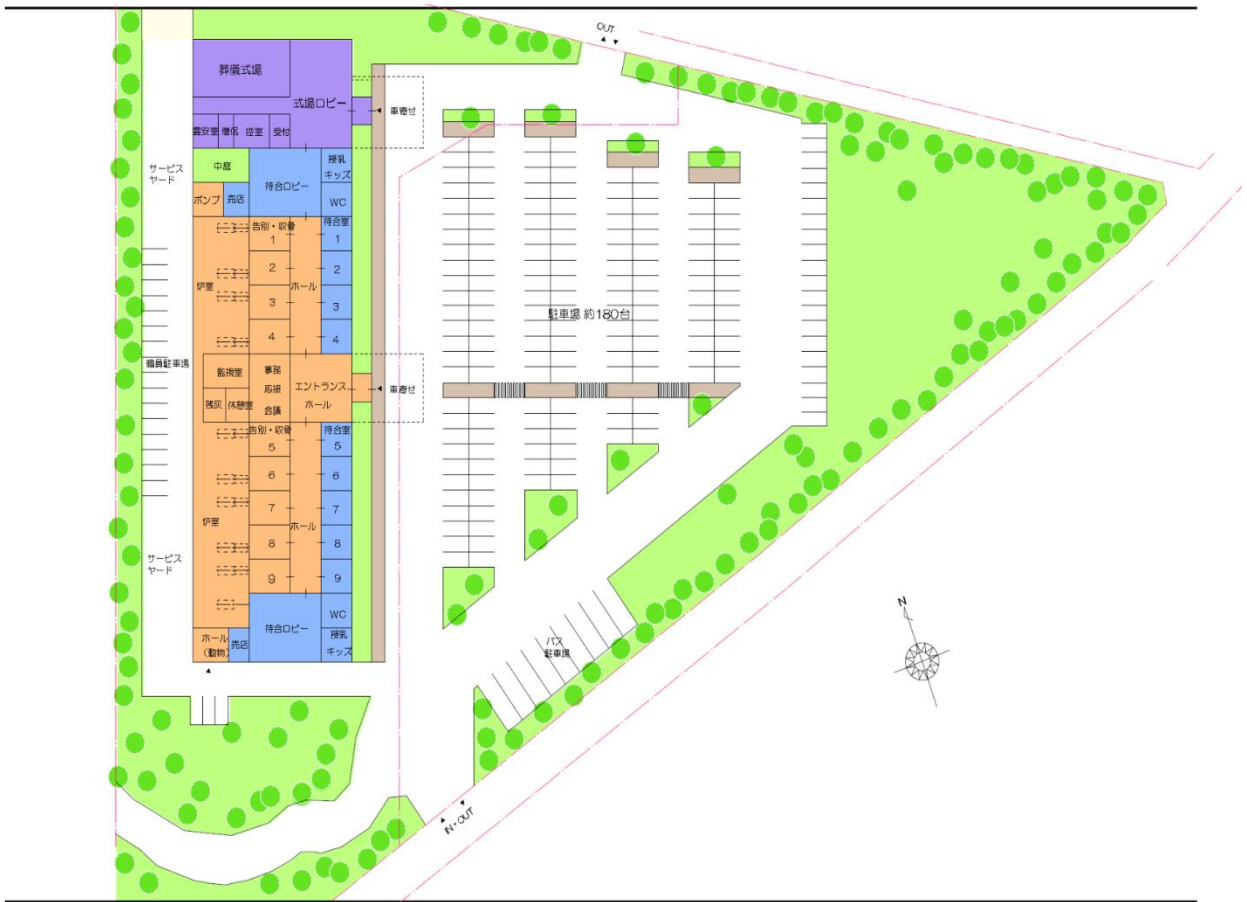 OUT
葬儀式場
式場ロビー
車寄せ
霊安室
僧侶
控室
受付
サービス
ヤード
中庭
待合ロビー
授乳
キッズ
ポンプ
売店
WC
告別・収骨
1
待合室
1
2
2
炉室
ホール
3
3
駐車場 約180台
4
4
職員駐車場
監視室
事務
応接
会議
エントランス
ホール
車寄せ
残灰
休憩室
告別・収骨
5
待合室
5
6
6
7
7
炉室
ホール
8
8
サービス
ヤード
9
9
待合ロビー
WC
ホール
(動物)
売店
授乳
キッズ
バス
駐車場
N
IN・OUT